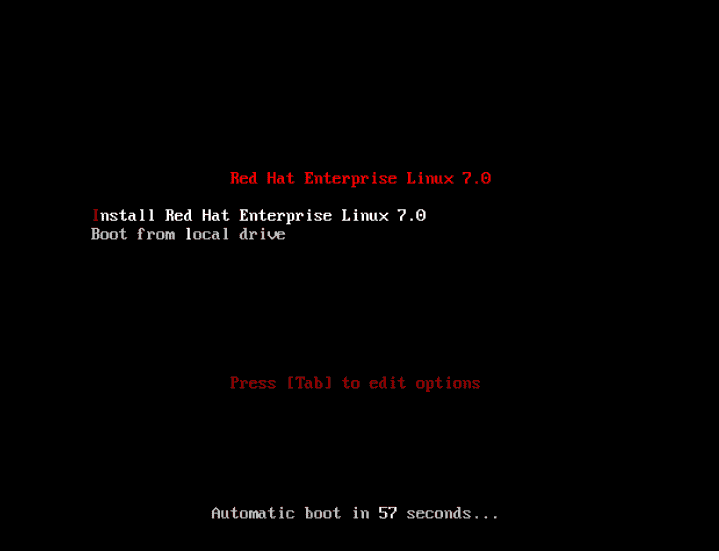 Red Hat Enterprise Linux 7.0
Install Red Hat Enterprise Linux 7.0
Boot from local drive
Press [Tab] to edit options
Automatic boot in 57 seconds...